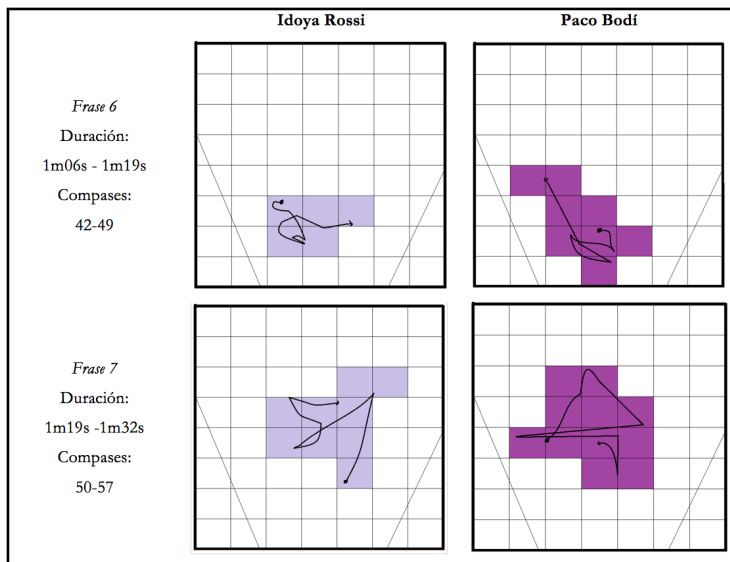 Idoya Rossi
Paco Bodí
Frase 6
Duración:
1m06s - 1m19s
Compases:
42-49
Frase 7
Duración:
1m19s -1m32s
Compases:
50-57